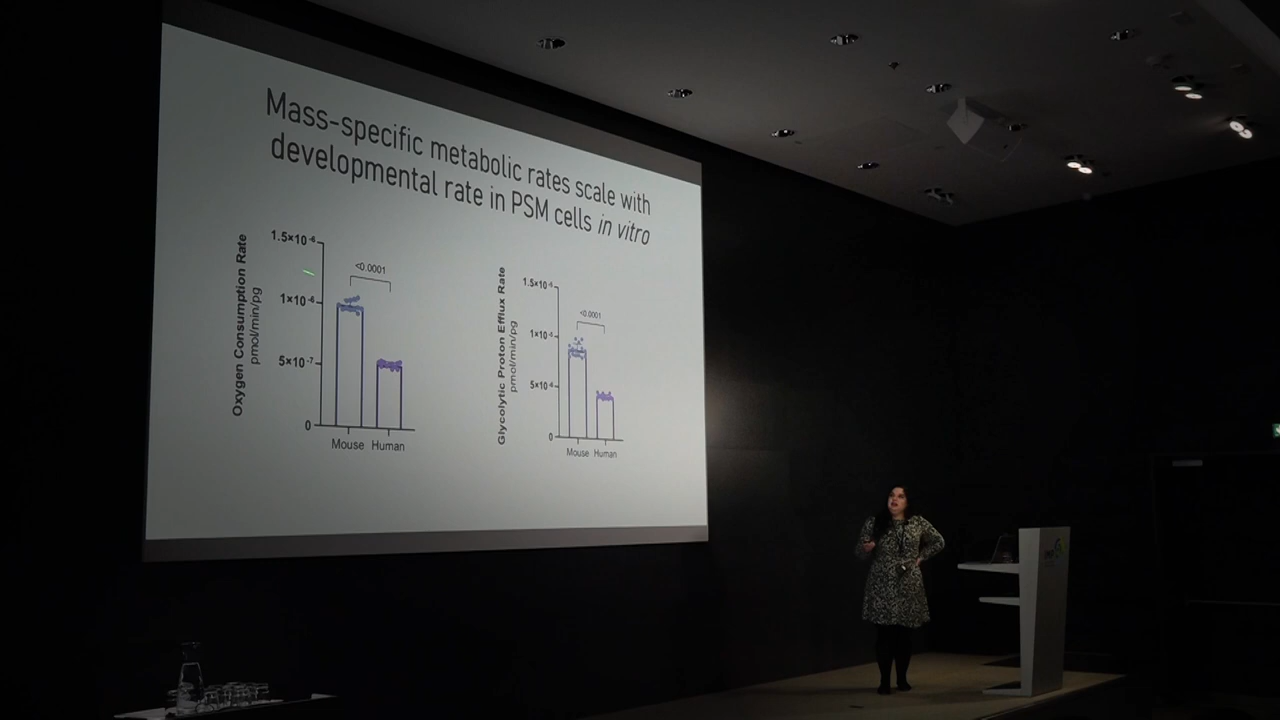 Mass-specific metabolic rates scale with
developmental rate in PSM cells in vitro
Oxygen Consumption Rate
pmol/min/pg
1.5×10⁻⁶
1×10⁻⁶
5×10⁻⁷
0
<0.0001
Mouse Human
Glycolytic Proton Efflux Rate
pmol/min/pg
1.5×10⁻⁵
1×10⁻⁵
5×10⁻⁶
0
<0.0001
Mouse Human